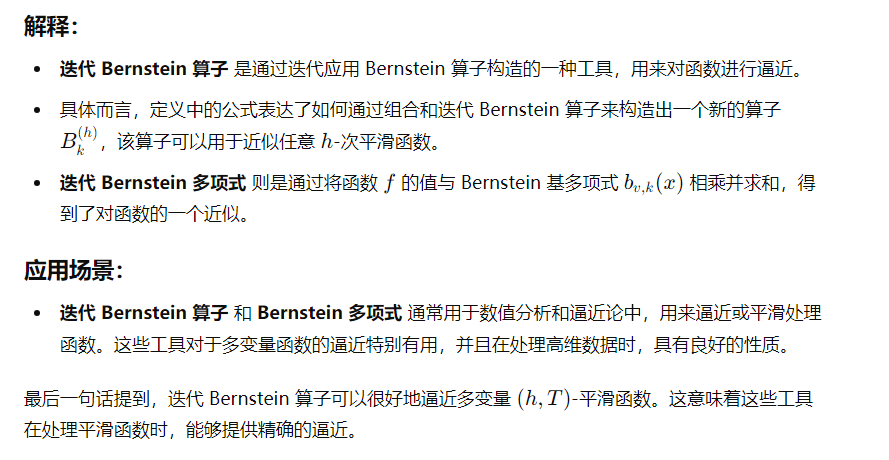 解释：
• 迭代 Bernstein 算子 是通过迭代应用 Bernstein 算子构造的一种工具，用来对函数进行逼近。
• 具体而言，定义中的公式表达了如何通过组合和迭代 Bernstein 算子来构造出一个新的算子
$B_k^{(h)}$，该算子可以用于近似任意 $h$-次平滑函数。
• 迭代 Bernstein 多项式 则是通过将函数 $f$ 的值与 Bernstein 基多项式 $b_{v,k}(x)$ 相乘并求和，得
到了对函数的一个近似。
应用场景：
• 迭代 Bernstein 算子 和 Bernstein 多项式 通常用于数值分析和逼近论中，用来逼近或平滑处理
函数。这些工具对于多变量函数的逼近特别有用，并且在处理高维数据时，具有良好的性质。
最后一句话提到，迭代 Bernstein 算子可以很好地逼近多变量 $(h, T)$-平滑函数。这意味着这些工具
在处理平滑函数时，能够提供精确的逼近。